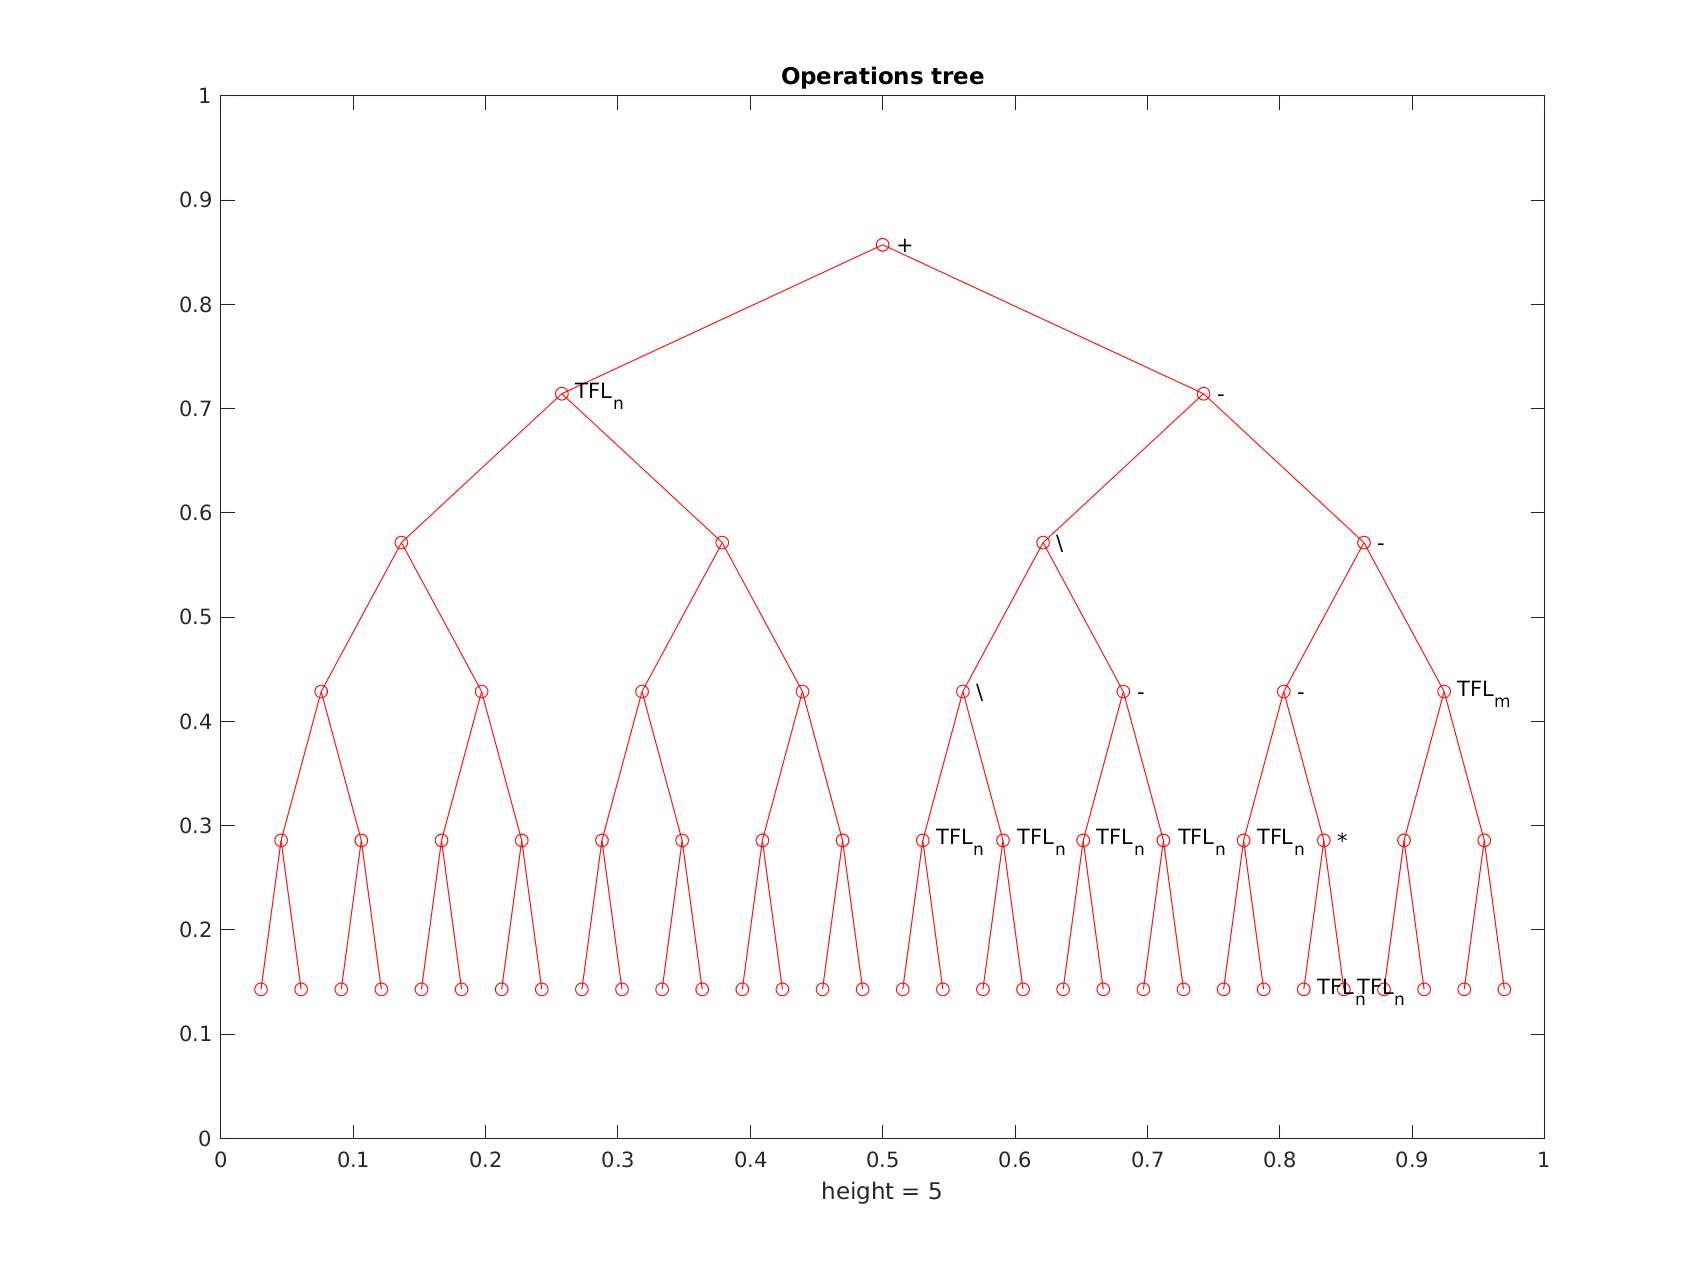 Operations tree
1
0.9
+
0.8
TFLn -
0.7
0.6
\ -
0.5
\ - - TFLm
0.4
0.3
TFLn TFLn TFLn TFLn TFLn *
0.2
TFLn TFLn
0.1
0
0 0.1 0.2 0.3 0.4 0.5 0.6 0.7 0.8 0.9 1
height = 5